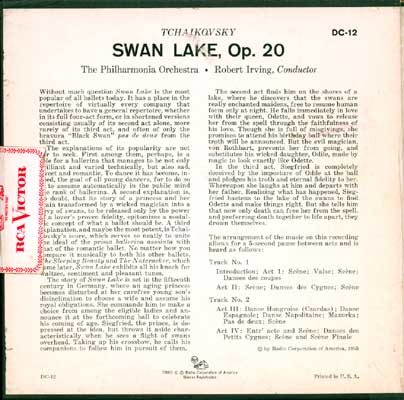 TCHAIKOVSKY
DC-12
SWAN LAKE, Op. 20
The Philharmonia Orchestra • Robert Irving, Conductor
Without much question Swan Lake is the most
popular of all ballets today. It has a place in the
repertoire of virtually every company that
undertakes to have a general repertoire, whether
in its full four-act form, or in shortened versions
consisting usually of its second act alone, more
rarely of its third act, and often of only the
bravura "Black Swan" pas de deux from the
third act.
explanations of its popularity are not
to seek. First among them, perhaps, is a
for a ballerina that manages to be not only
brilliant and varied technically, but also
and romantic. To dance it has become,
the goal of all young dancers, for to do so
to assume automatically in the public mind
rank of ballerina. A second explanation is,
doubt, that its story of a princess and her
transformed by a wicked magician into a
of swans, to be released only by the power
a lover's proven fidelity, epitomizes a nostal-
concept of what a ballet should be. A third
explanation, and maybe the most potent, is Tchai-
kovsky's score, which serves to unite
ideal of the prima ballerina assoluta with
that of the romantic ballet. No matter how you
compare it musically to both his other ballets,
Sleeping Beauty and The Nutcracker, which
came later, Swan Lake exhibits all his knack for
sentiment and pleasant tunes.
The story of Swan Lake is set in the fifteenth
century in Germany, where an aging princess
becomes disturbed at her carefree young son's
disinclination to choose a wife and assume his
royal obligations. She commands him to make a
choice from among the eligible ladies and an-
nounce it at the forthcoming ball to celebrate
his coming of age. Siegfried, the prince, is de-
pressed at the idea, but throws it aside char-
acteristically when he sees a flight of swans
overhead. Taking up his crossbow, he calls his
companions to follow him in pursuit of them.
The second act finds him on the shores of a
lake, where he discovers that the swans are
really enchanted maidens, free to resume human
form only at night. He falls immediately in love
with their queen, Odette, and vows to release
her from the spell through the faithfulness of
his love. Though she is full of misgivings, she
promises to attend his birthday ball where their
troth will be announced. But the evil magician,
von Rothbart, prevents her from going, and
substitutes his wicked daughter, Odile, made by
magic to look exactly like Odette.
In the third act, Siegfried is completely
deceived by the imposture of Odile at the ball
and pledges his troth and eternal fidelity to her.
Whereupon she laughs at him and departs with
her father. Realizing what has happened, Sieg-
fried hastens to the lake of the swans to find
Odette and make things right. But she tells him
that now only death can free her from the spell,
and preferring death together to life apart, they
drown themselves.
The arrangement of the music on this recording
allows for a 5-second pause between acts and is
heard as follows:
Track No. 1
Introduction; Act I: Scène; Valse; Scène;
Danses des coupes
Act II: Scène; Danses des Cygnes; Scène
Track No. 2
Act III: Danse Hongroise (Csardas); Danse
Espagnole; Danse Napolitaine; Mazurka;
Pas de deux; Scène
Act IV: Entr'acte and Scène; Danses des
Petits Cygnes; Scène and Scène Finale
© by Radio Corporation of America,
RCA VICTOR
DC-12
TMK(s) ® Radio Corporation of America
Marcas Registradas
Printed in U. S. A.